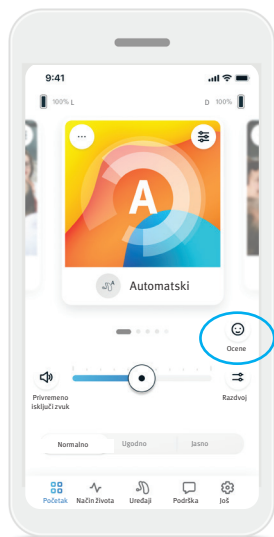 9:41
100% L
D 100%
A
Automatski
Ocene
Privremeno
isključi zvuk
Razdvoj
Normalno
Ugodno
Jasno
Početak
Način života
Uređaji
Podrška
Još